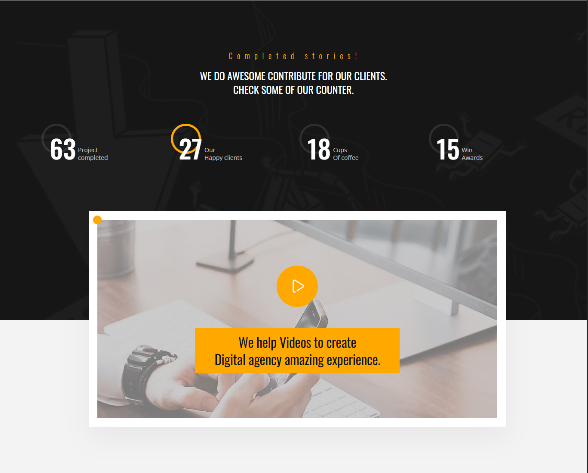 Completed stories!
WE DO AWESOME CONTRIBUTE FOR OUR CLIENTS.
CHECK SOME OF OUR COUNTER.
63 Project completed
27 Our Happy clients
18 Cups Of coffee
15 Win Awards
We help Videos to create
Digital agency amazing experience.